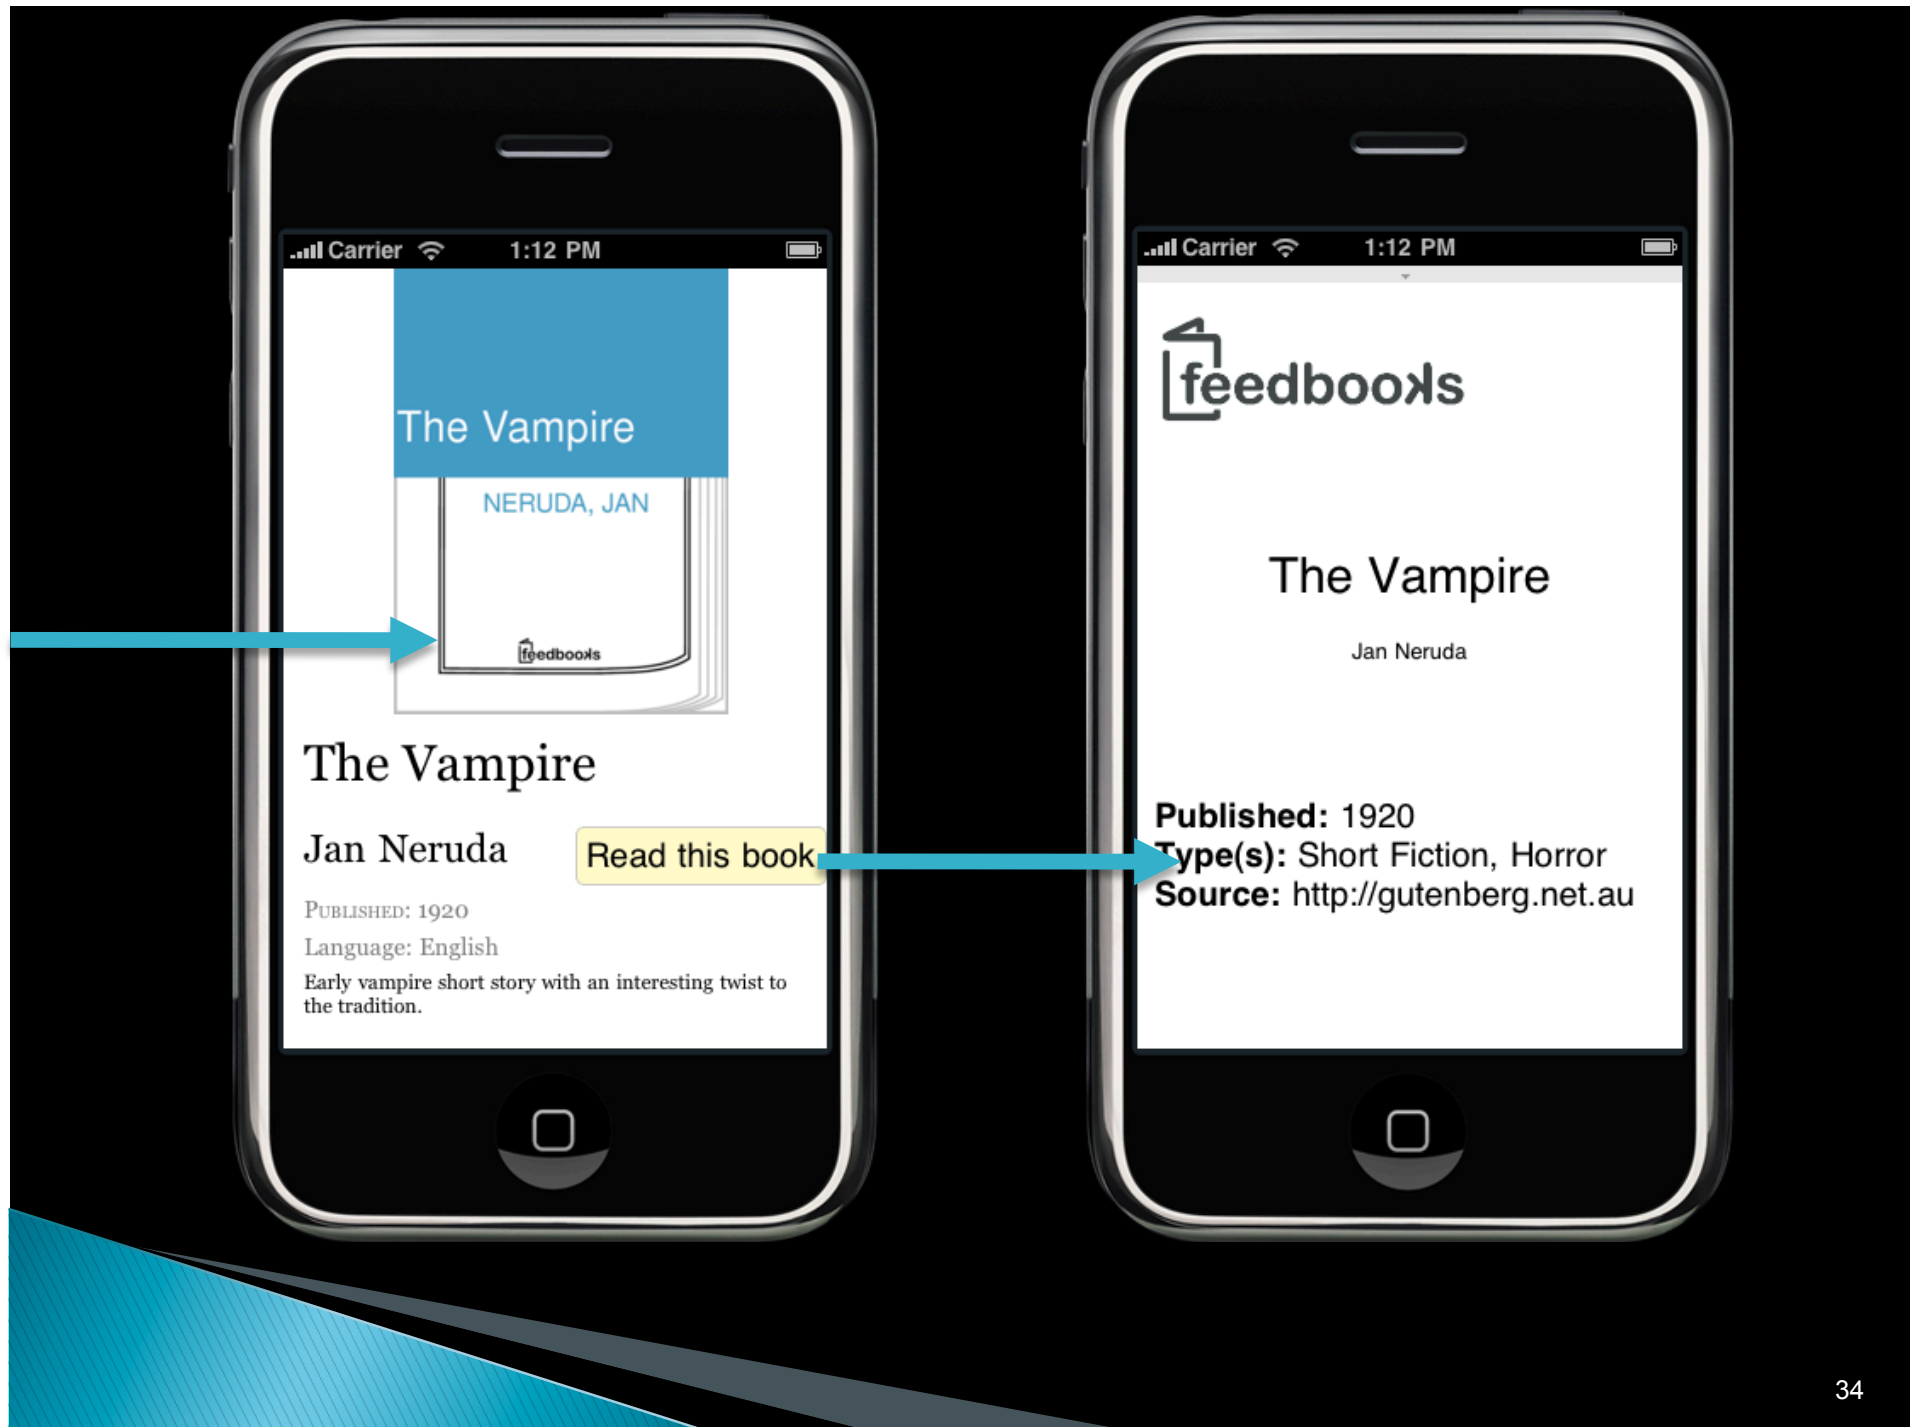 Carrier 1:12 PM
The Vampire
NERUDA, JAN
feedbooks
The Vampire
Jan Neruda
Read this book
PUBLISHED: 1920
Language: English
Early vampire short story with an interesting twist to
the tradition.
Carrier 1:12 PM
feedbooks
The Vampire
Jan Neruda
Published: 1920
Type(s): Short Fiction, Horror
Source: http://gutenberg.net.au
34